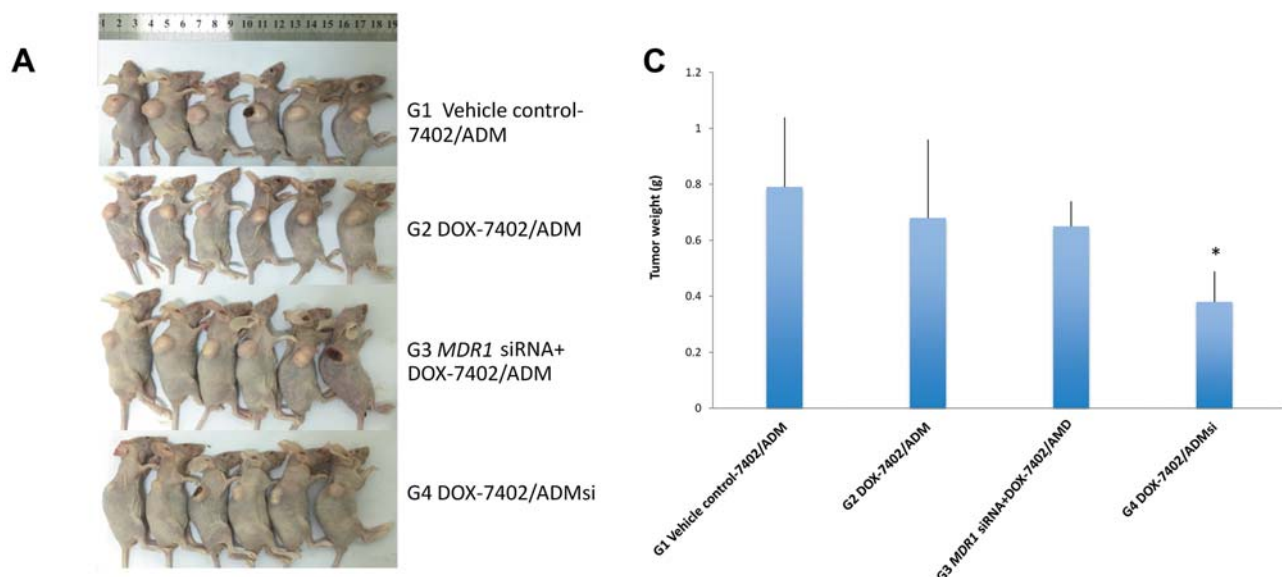 A
1 2 3 4 5 6 7 8 9 10 11 12 13 14 15 16 17 18 19
G1 Vehicle control-
7402/ADM
G2 DOX-7402/ADM
G3 MDR1 siRNA+
DOX-7402/ADM
G4 DOX-7402/ADMsi
C
Tumor weight (g)
1.2
1
0.8
0.6
0.4
0.2
0
*
G1 Vehicle control-7402/ADM
G2 DOX-7402/ADM
G3 MDR1 siRNA+DOX-7402/AMD
G4 DOX-7402/ADMsi